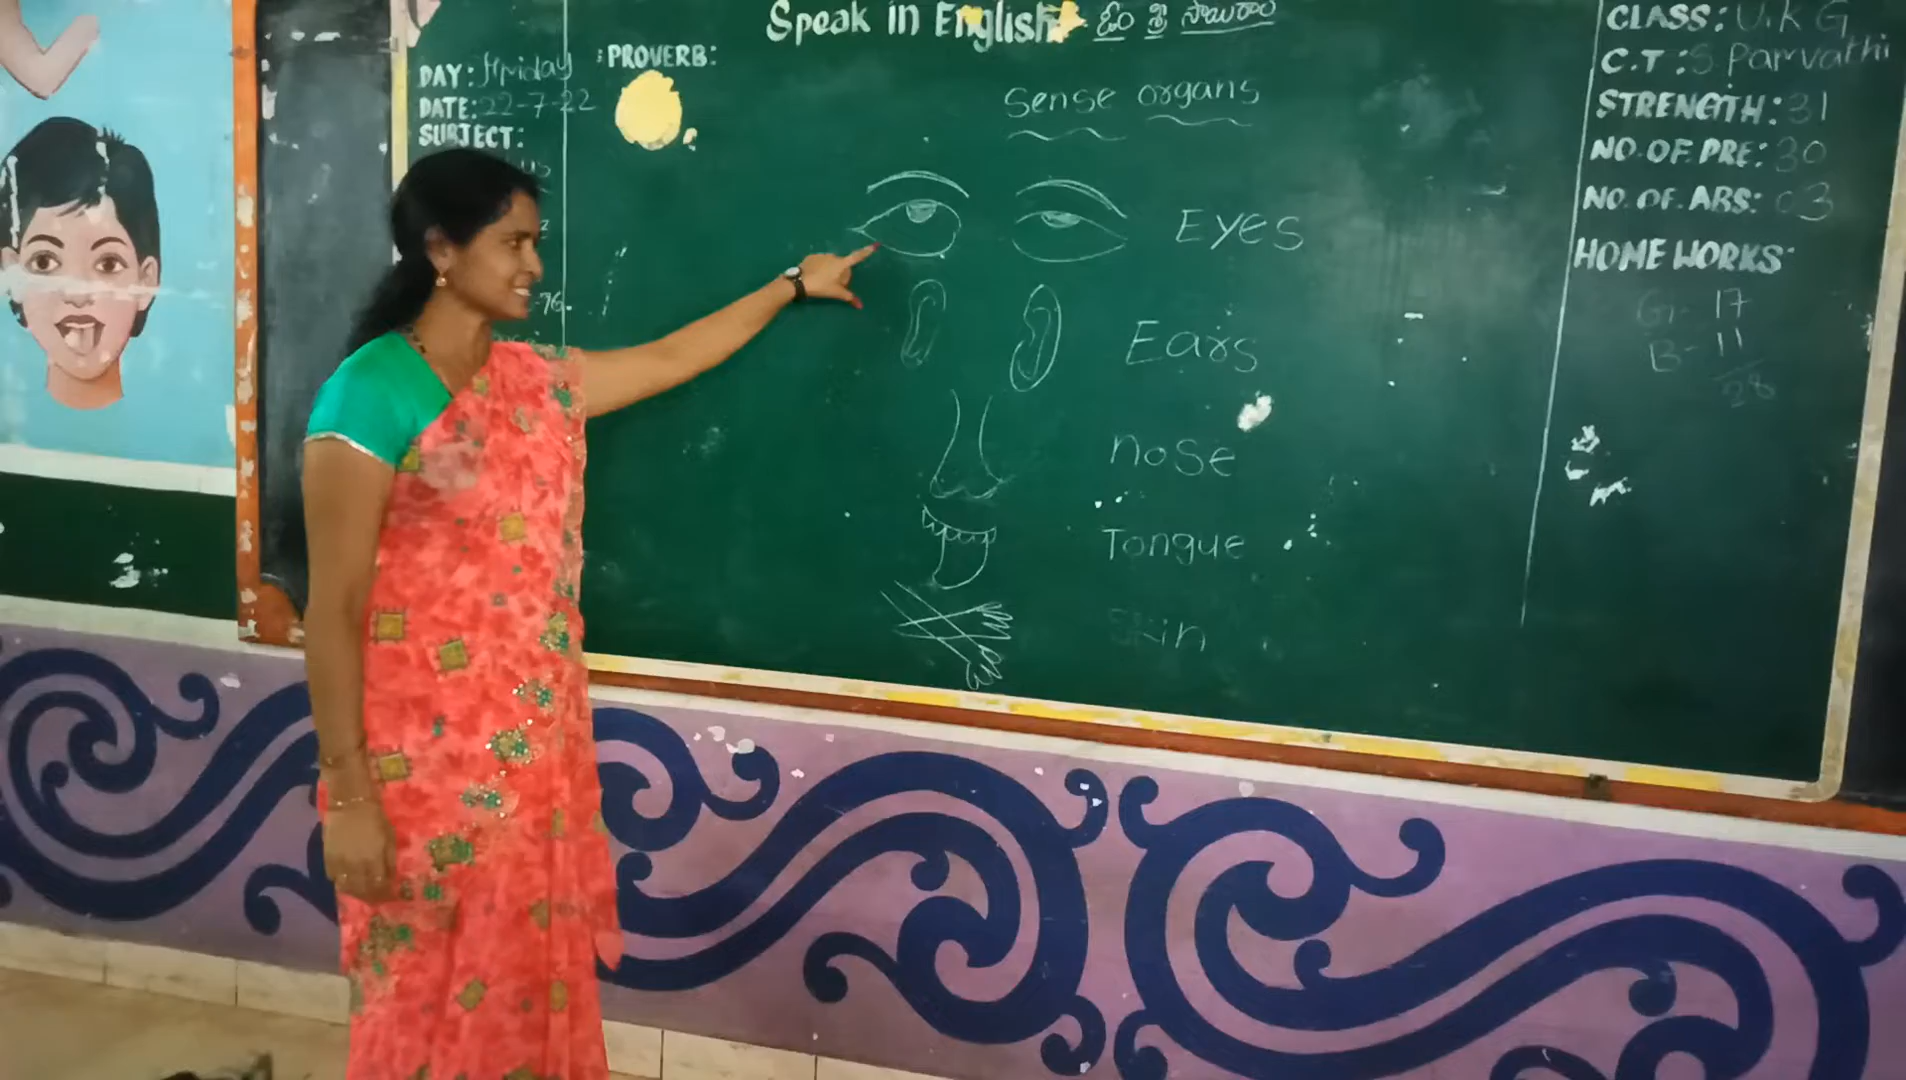 Speak in English - ఓం శ్రీ సాయిరాం
DAY: Friday
DATE: 22-7-22
SUBJECT:
:PROVERB:
Sense organs
Eyes
Ears
nose
Tongue
Skin
CLASS: U.K G
C.T: S. Parvathi
STRENGTH: 31
NO.OF.PRE: 30
NO.OF.ABS: 03
HOME WORKS:
G- 17
B- 11
28
76.